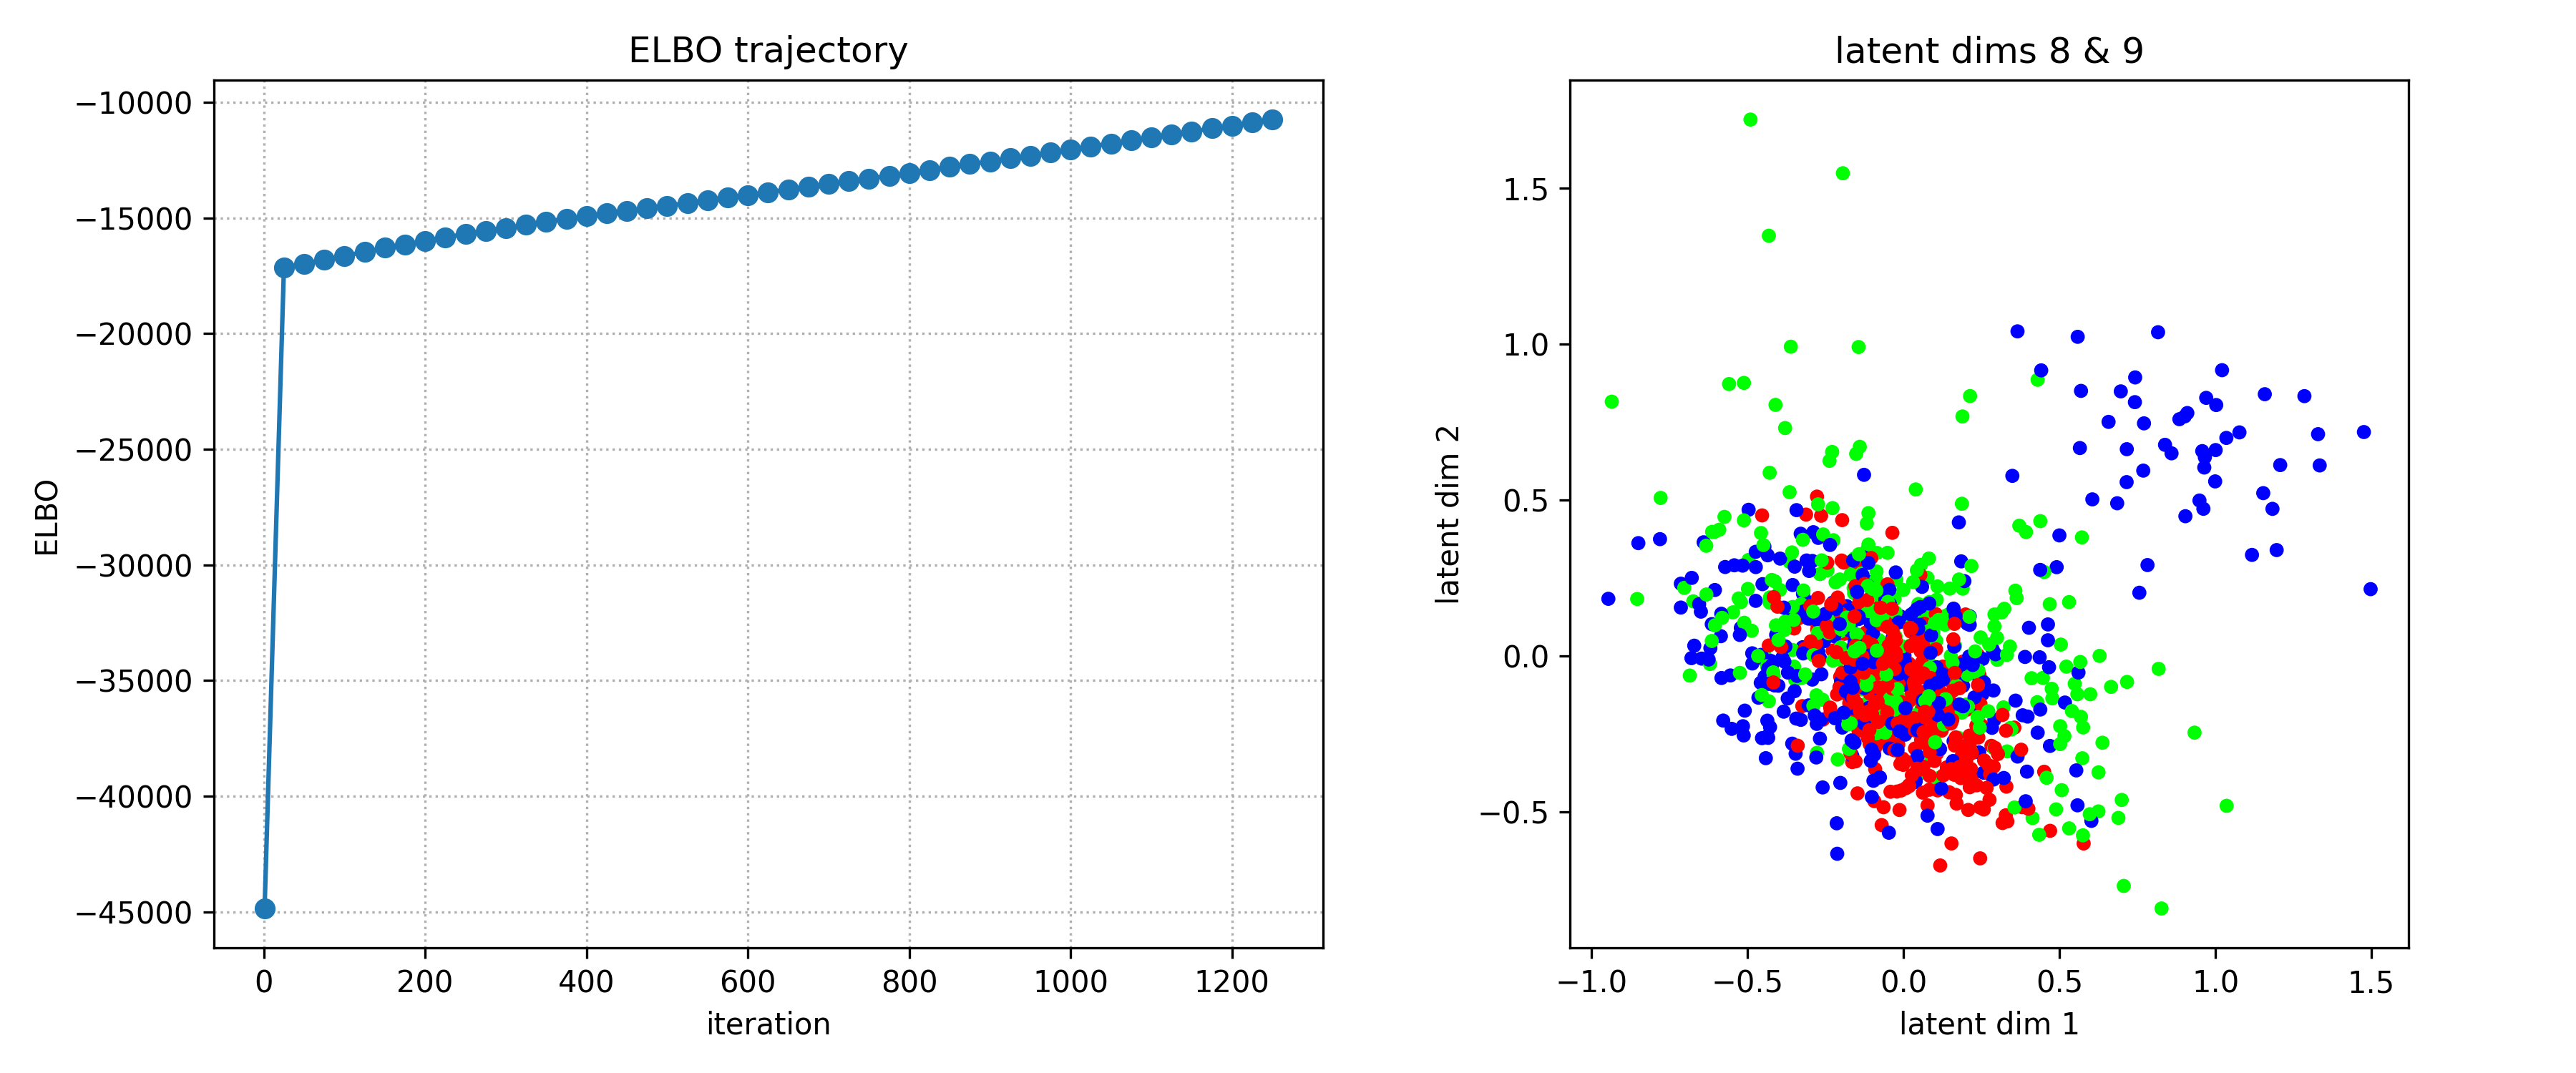 ELBO trajectory
−10000
−15000
−20000
−25000
−30000
−35000
−40000
−45000
ELBO
0 200 400 600 800 1000 1200
iteration
latent dims 8 & 9
1.5
1.0
0.5
0.0
−0.5
latent dim 2
−1.0 −0.5 0.0 0.5 1.0 1.5
latent dim 1